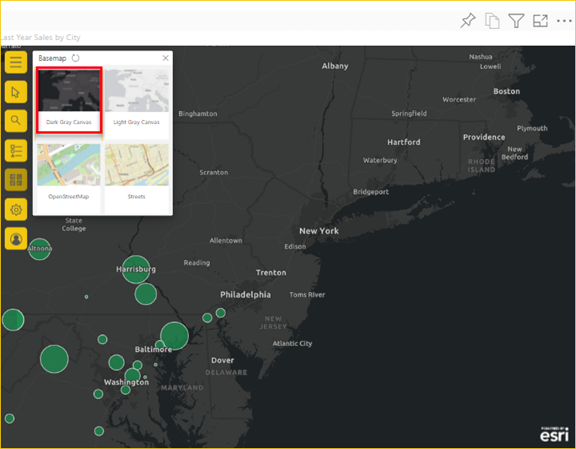 Last Year Sales by City
Basemap
Dark Gray Canvas
Light Gray Canvas
OpenStreetMap
Streets
Albany
Nashua
Lowell
Boston
Worcester
Binghamton
Springfield
Plymouth
Providence
Hartford
New
Bedford
Waterbury
RHODE
ISLAND
Scranton
Bridgeport
State
College
New York
Allentown
Edison
Altoona
Reading
Harrisburg
Trenton
Philadelphia
Toms River
NEW
JERSEY
Atlantic City
Baltimore
Dover
DELAWARE
Washington
MARYLAND
POWERED BY
esri